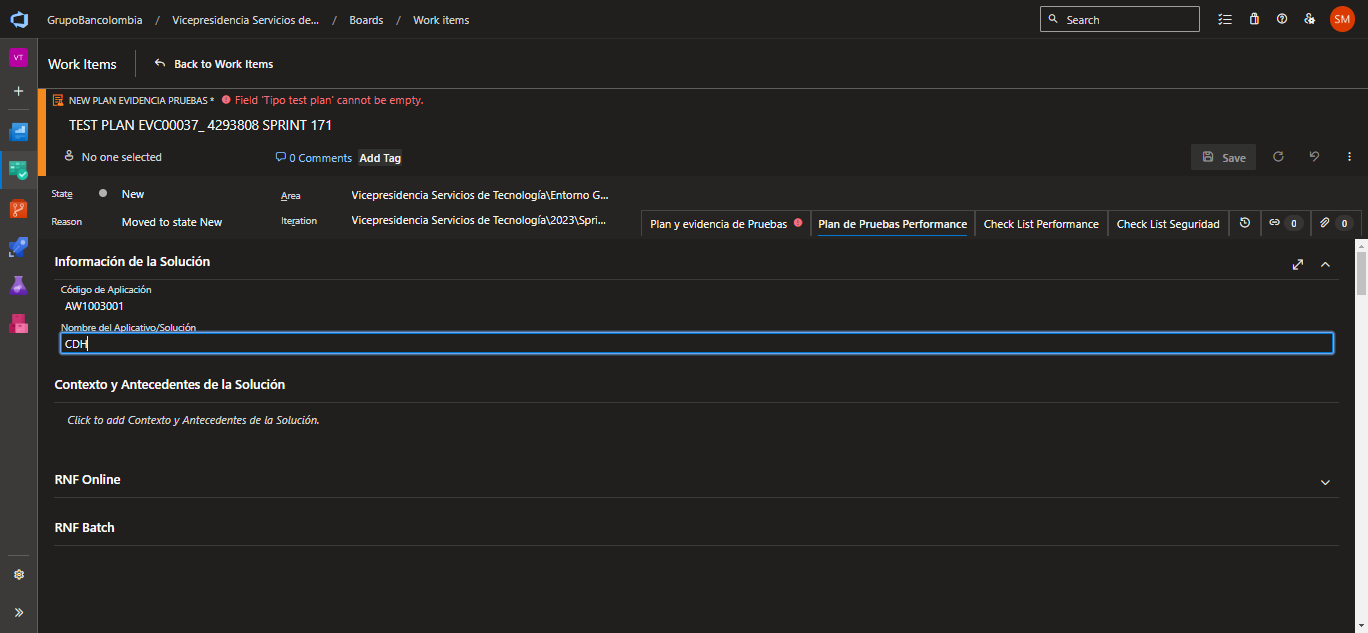 GrupoBancolombia / Vicepresidencia Servicios de... / Boards / Work items
Search
SM
VT
Work Items
Back to Work Items
NEW PLAN EVIDENCIA PRUEBAS * Field 'Tipo test plan' cannot be empty.
TEST PLAN EVC00037_ 4293808 SPRINT 171
No one selected
0 Comments
Add Tag
Save
State
New
Area
Vicepresidencia Servicios de Tecnología\Entorno G...
Reason
Moved to state New
Iteration
Vicepresidencia Servicios de Tecnología\2023\Spri...
Plan y evidencia de Pruebas
Plan de Pruebas Performance
Check List Performance
Check List Seguridad
0
0
Información de la Solución
Código de Aplicación
AW1003001
Nombre del Aplicativo/Solución
CDH
Contexto y Antecedentes de la Solución
Click to add Contexto y Antecedentes de la Solución.
RNF Online
RNF Batch